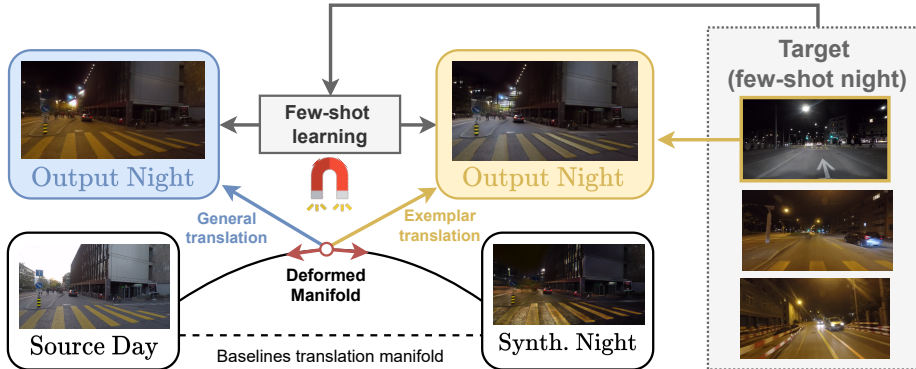 Target
(few-shot night)
Few-shot
learning
Output Night
Output Night
General
translation
Exemplar
translation
Deformed
Manifold
Source Day
Synth. Night
Baselines translation manifold